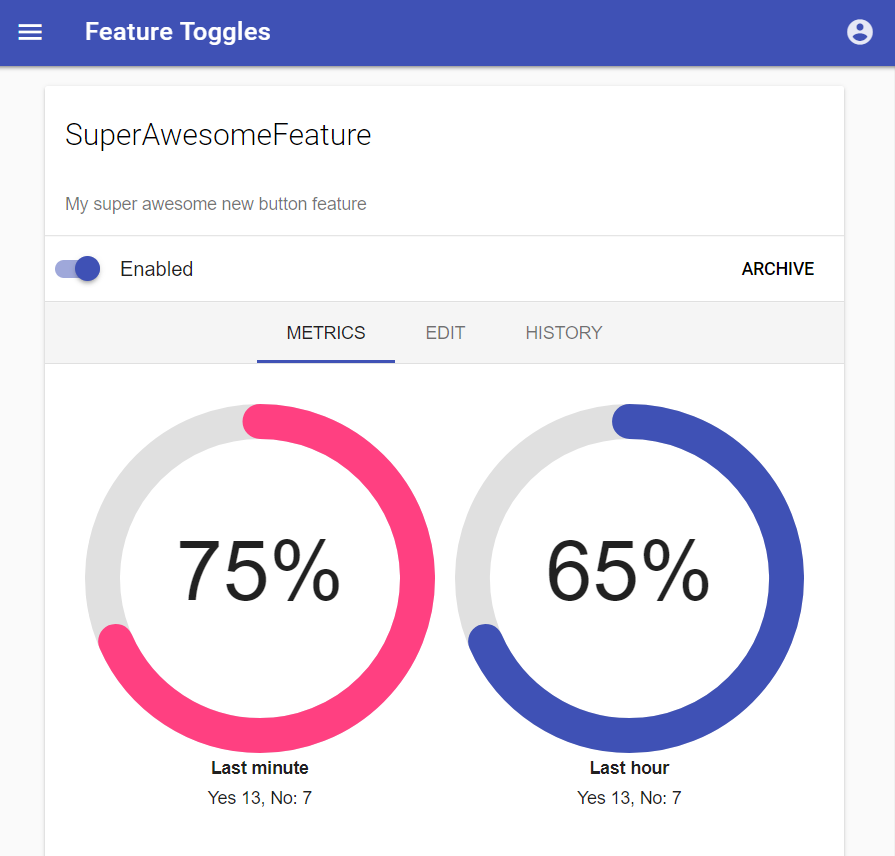 Feature Toggles
SuperAwesomeFeature
My super awesome new button feature
Enabled
ARCHIVE
METRICS
EDIT
HISTORY
75%
65%
Last minute
Last hour
Yes 13, No: 7
Yes 13, No: 7